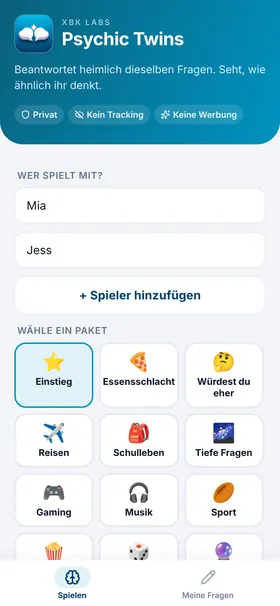 XBK LABS
Psychic Twins
Beantwortet heimlich dieselben Fragen. Seht, wie
ähnlich ihr denkt.
Privat
Kein Tracking
Keine Werbung
WER SPIELT MIT?
Mia
Jess
+ Spieler hinzufügen
WÄHLE EIN PAKET
Einstieg
Essensschlacht
Würdest du
eher
Reisen
Schulleben
Tiefe Fragen
Gaming
Musik
Sport
Spielen
Meine Fragen